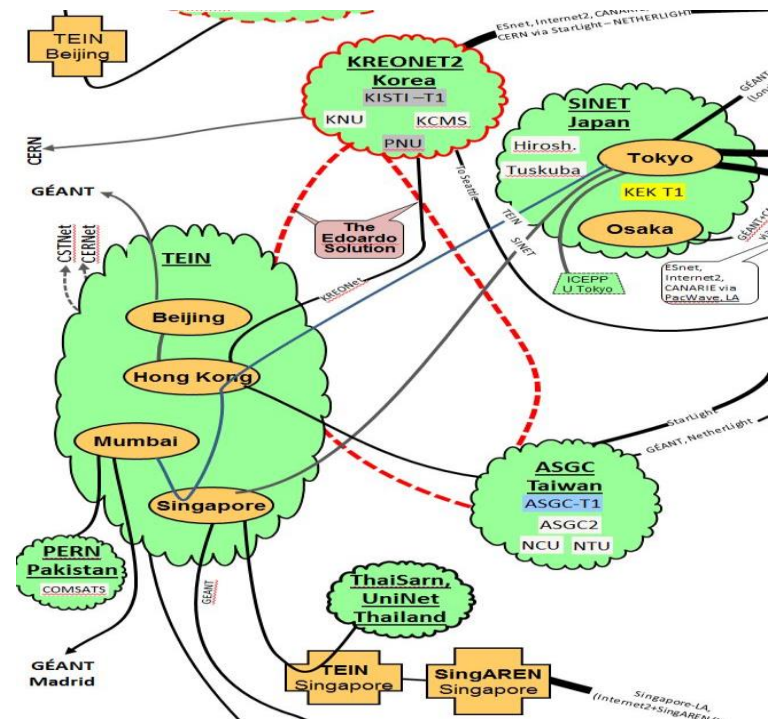 TEIN
Beijing
ESnet, Internet2, CANARIE,
CERN via StarLight – NETHERLIGHT
KREONET2
Korea
KISTI –T1
KNU
KCMS
PNU
CERN
SINET
Japan
Hirosh.
Tokyo
Tuskuba
KEK T1
Osaka
GÉANT
To Seattle
GÉANT
CSTNet
CERNet
The
Edoardo
Solution
TEIN
SINET
ICEPP
U Tokyo
ESnet,
Internet2,
CANARIE via
PacWave, LA
TEIN
KREONet
Beijing
Hong Kong
Mumbai
Singapore
StarLight
GÉANT, NetherLight
ASGC
Taiwan
ASGC-T1
ASGC2
NCU
NTU
PERN
Pakistan
COMSATS
GÉANT
ThaiSarn,
UniNet
Thailand
GÉANT
Madrid
TEIN
Singapore
SingAREN
Singapore
Singapore-LA,
(Internet2+SingAREN